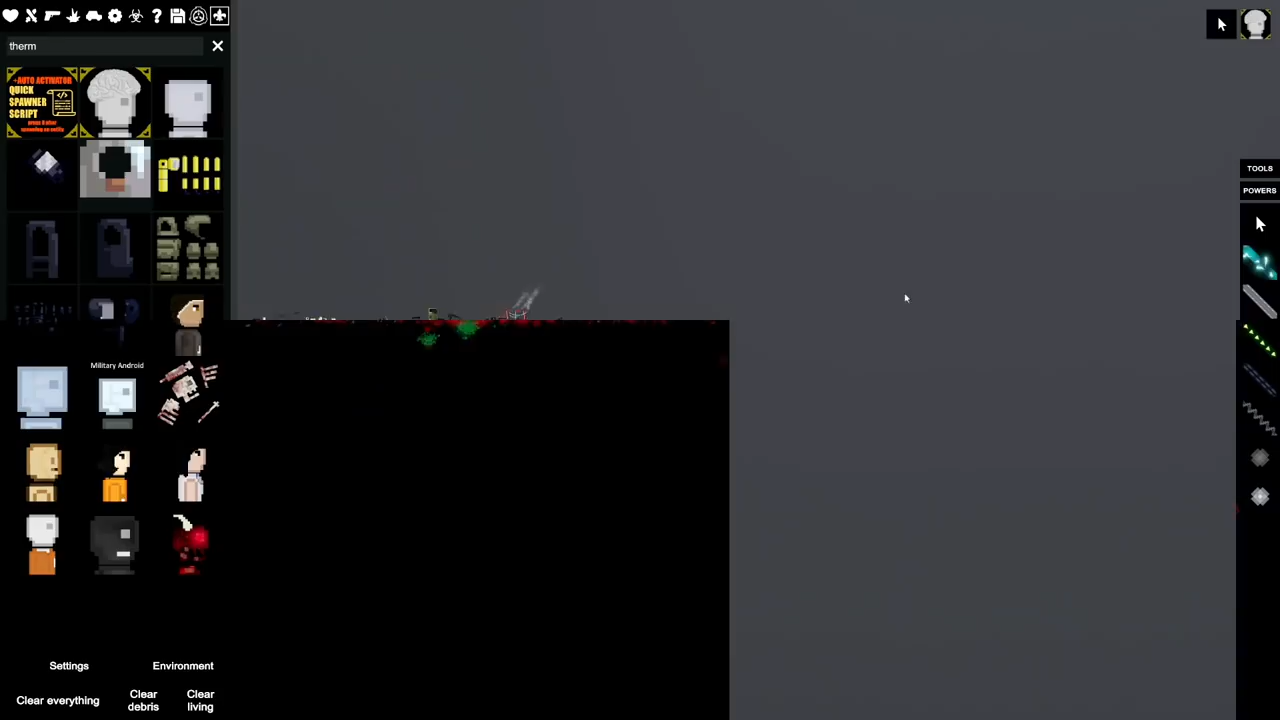 ?
therm
+AUTO ACTIVATOR
QUICK
SPAWNER
SCRIPT
TOOLS
POWERS
Military Android
Settings
Environment
Clear everything
Clear
debris
Clear
living